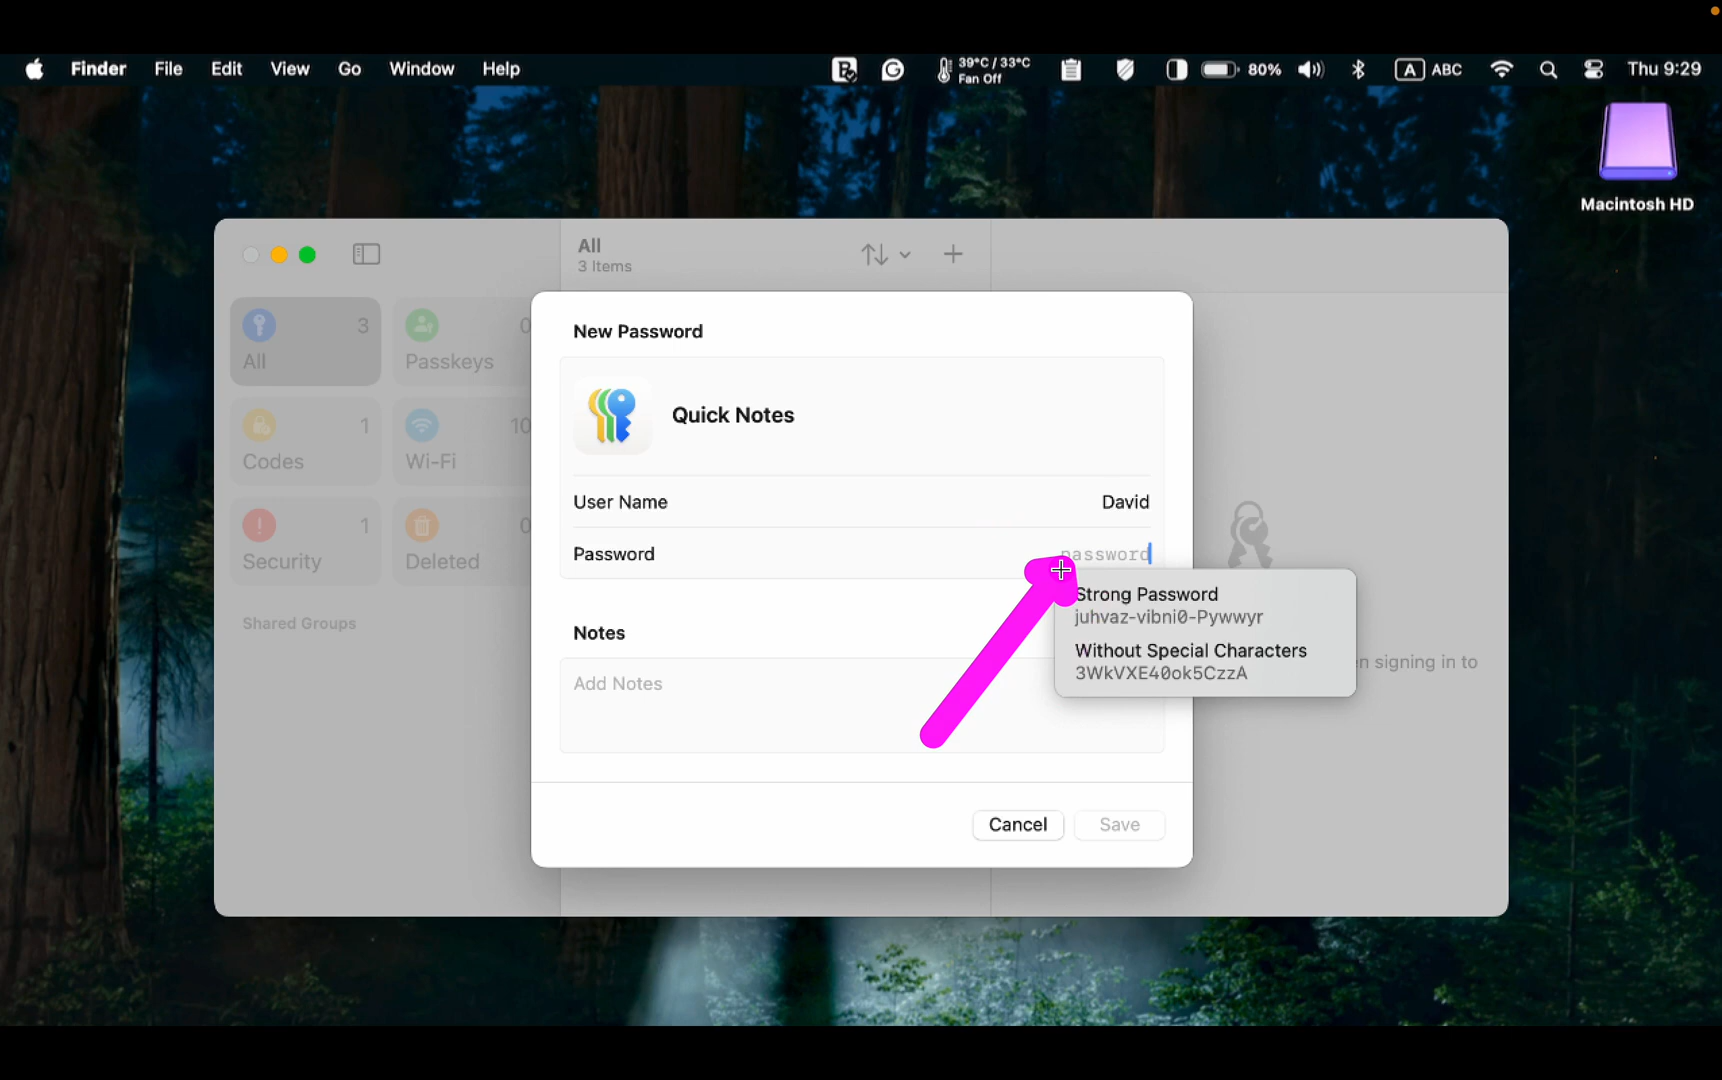 Finder File Edit View Go Window Help
39°C / 33°C
Fan Off
80%
A ABC
Thu 9:29
Macintosh HD
All
3 Items
3
All
0
Passkeys
1
Codes
10
Wi-Fi
1
Security
0
Deleted
Shared Groups
New Password
Quick Notes
User Name David
Password password
Strong Password
juhvaz-vibni0-Pywwyr
Without Special Characters
3WkVXE40ok5CzzA
Notes
Add Notes
signing in to
Cancel Save